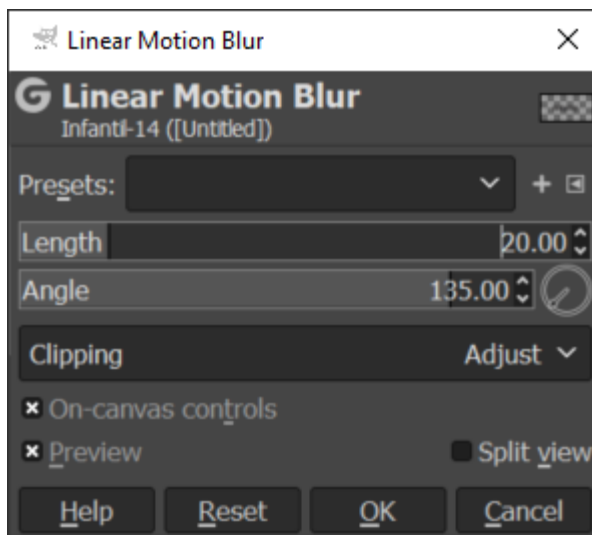 Linear Motion Blur
Linear Motion Blur
Infantil-14 ([Untitled])
Presets:
Length 20.00
Angle 135.00
Clipping Adjust
On-canvas controls
Preview Split view
Help Reset OK Cancel